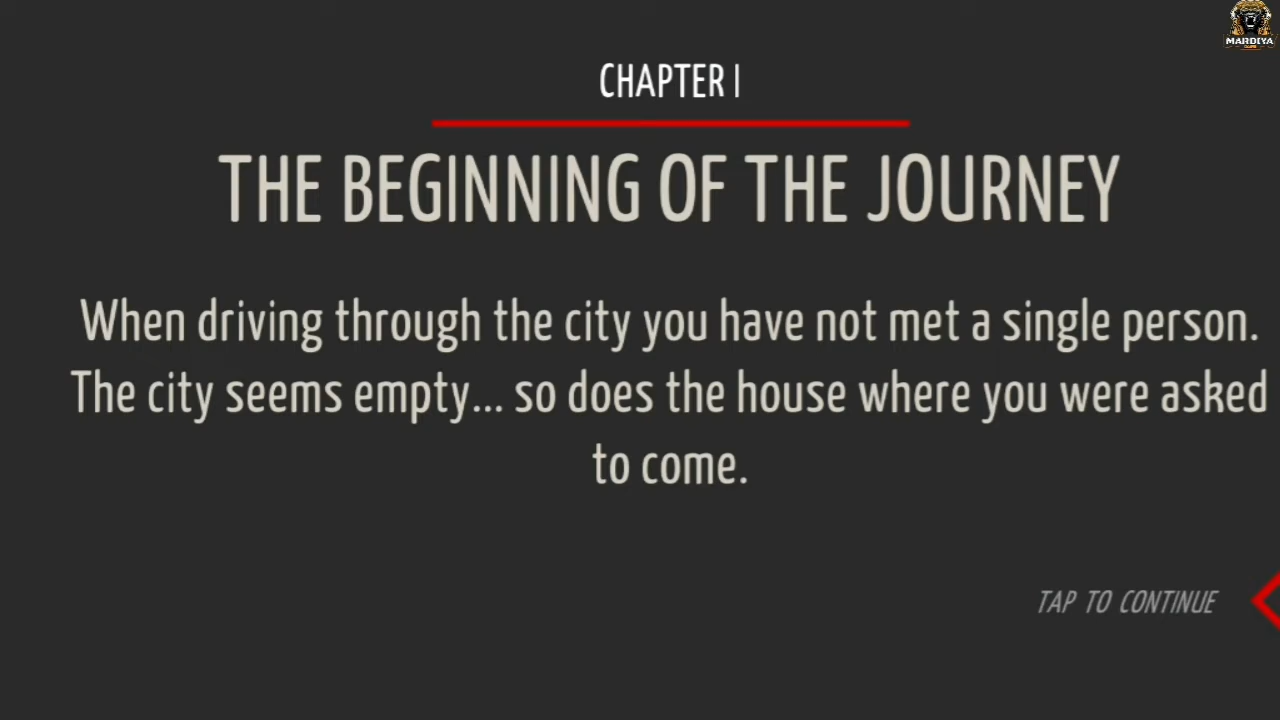 MARDIYA
CHAPTER I
THE BEGINNING OF THE JOURNEY
When driving through the city you have not met a single person.
The city seems empty... so does the house where you were asked
to come.
TAP TO CONTINUE